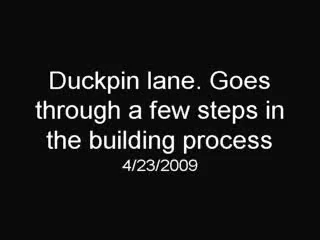 Duckpin lane. Goes
through a few steps in
the building process
4/23/2009